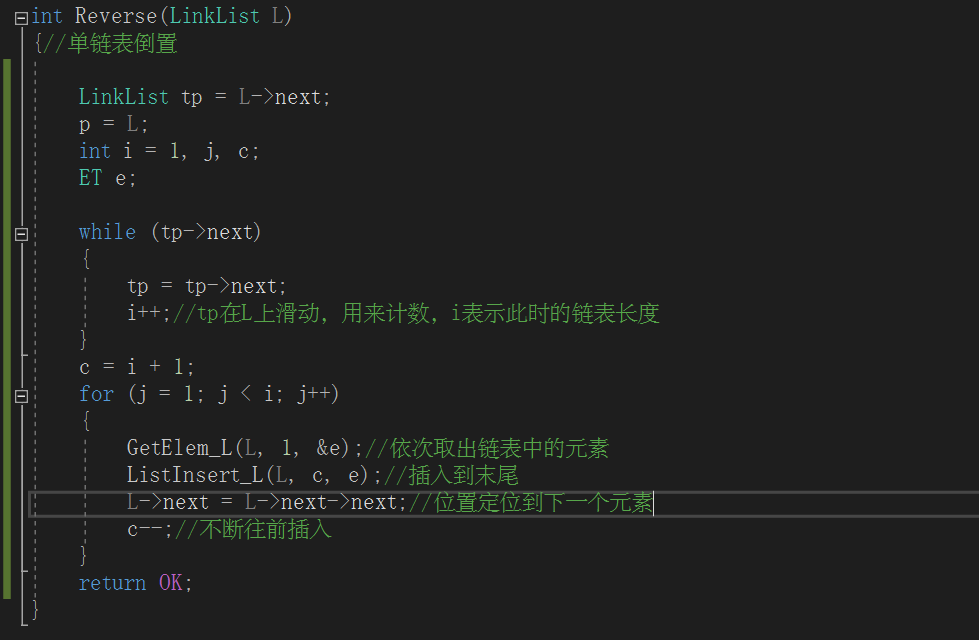 int Reverse(LinkList L)
{//单链表倒置
LinkList tp = L->next;
p = L;
int i = 1, j, c;
ET e;
while (tp->next)
{
tp = tp->next;
i++;//tp在L上滑动，用来计数，i表示此时的链表长度
}
c = i + 1;
for (j = 1; j < i; j++)
{
GetElem_L(L, 1, &e);//依次取出链表中的元素
ListInsert_L(L, c, e);//插入到末尾
L->next = L->next->next;//位置定位到下一个元素
c--;//不断往前插入
}
return OK;
}